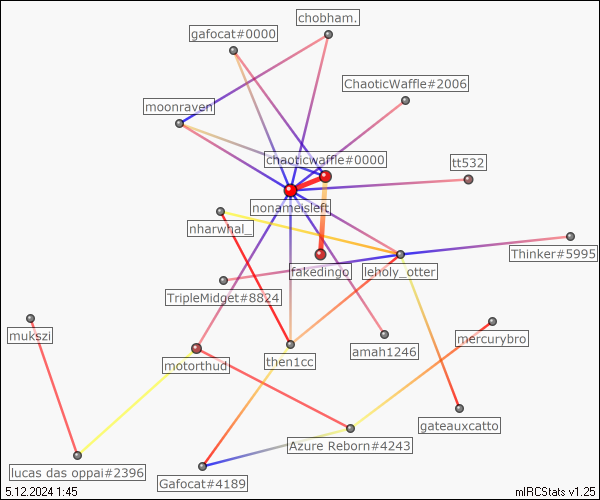 chobham.
gafocat#0000
ChaoticWaffle#2006
moonraven
chaoticwaffle#0000
tt532
nonameisleft
nharwhal_
Thinker#5995
fakedingo
leholy_otter
TripleMidget#8824
mukszi
mercurybro
amah1246
then1cc
motorthud
gateauxcatto
Azure Reborn#4243
lucas das oppai#2396
Gafocat#4189
5.12.2024 1:45
mIRCStats v1.25